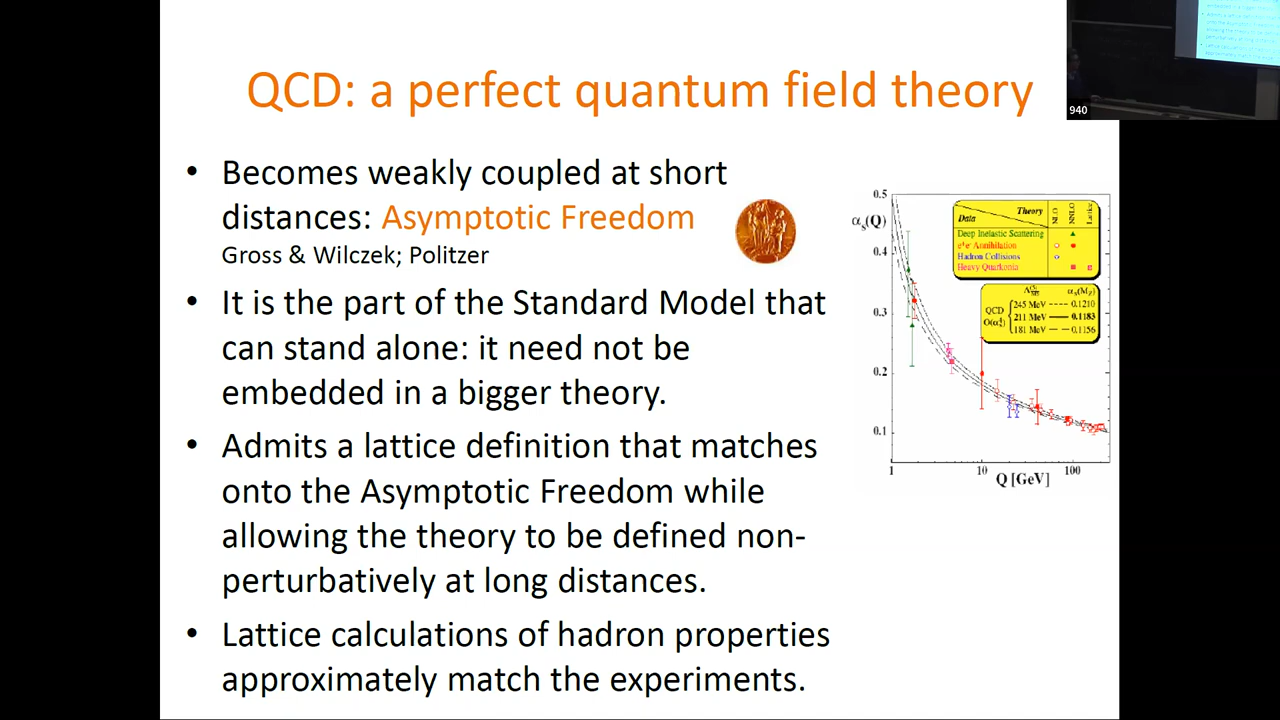 QCD: a perfect quantum field theory
• Becomes weakly coupled at short
distances: Asymptotic Freedom
Gross & Wilczek; Politzer
• It is the part of the Standard Model that
can stand alone: it need not be
embedded in a bigger theory.
• Admits a lattice definition that matches
onto the Asymptotic Freedom while
allowing the theory to be defined non-
perturbatively at long distances.
• Lattice calculations of hadron properties
approximately match the experiments.
940
αs(Q)
0.5
0.4
0.3
0.2
0.1
1 10 100
Q [GeV]
Data Theory NLO NNLO Lattice
Deep Inelastic Scattering
e+e- Annihilation
Hadron Collisions
Heavy Quarkonia
αs(MZ)
245 MeV 0.1210
QCD 211 MeV 0.1183
181 MeV 0.1156